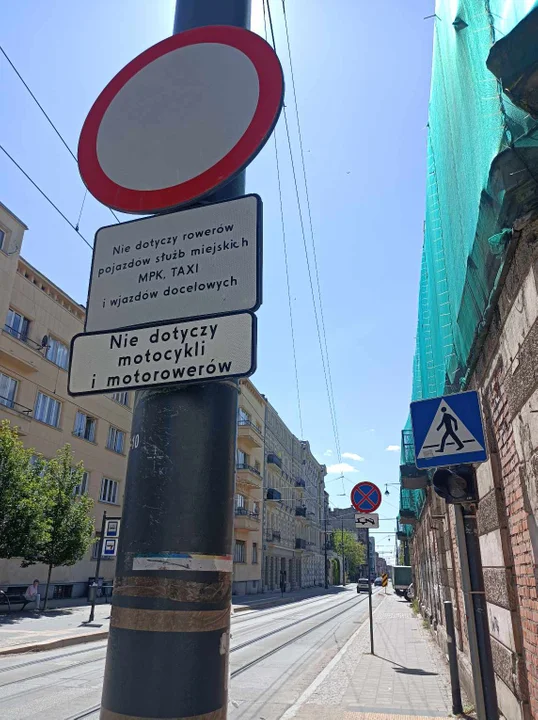 Nie dotyczy rowerów
pojazdów służb miejskich
MPK, TAXI
i wjazdów docelowych
Nie dotyczy
motocykli
i motorowerów